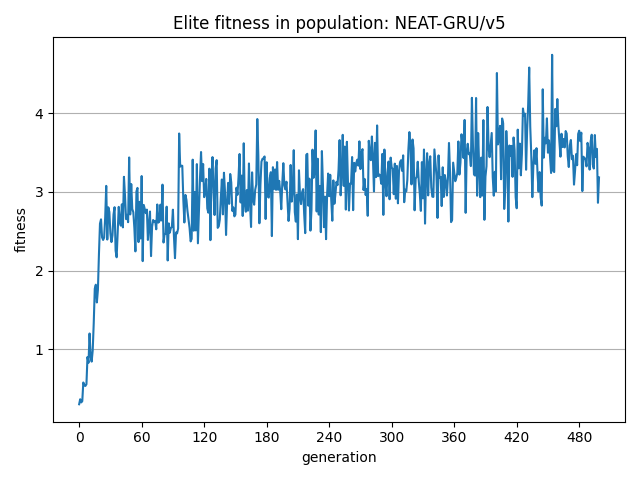 Elite fitness in population: NEAT-GRU/v5
fitness
4
3
2
1
0 60 120 180 240 300 360 420 480
generation